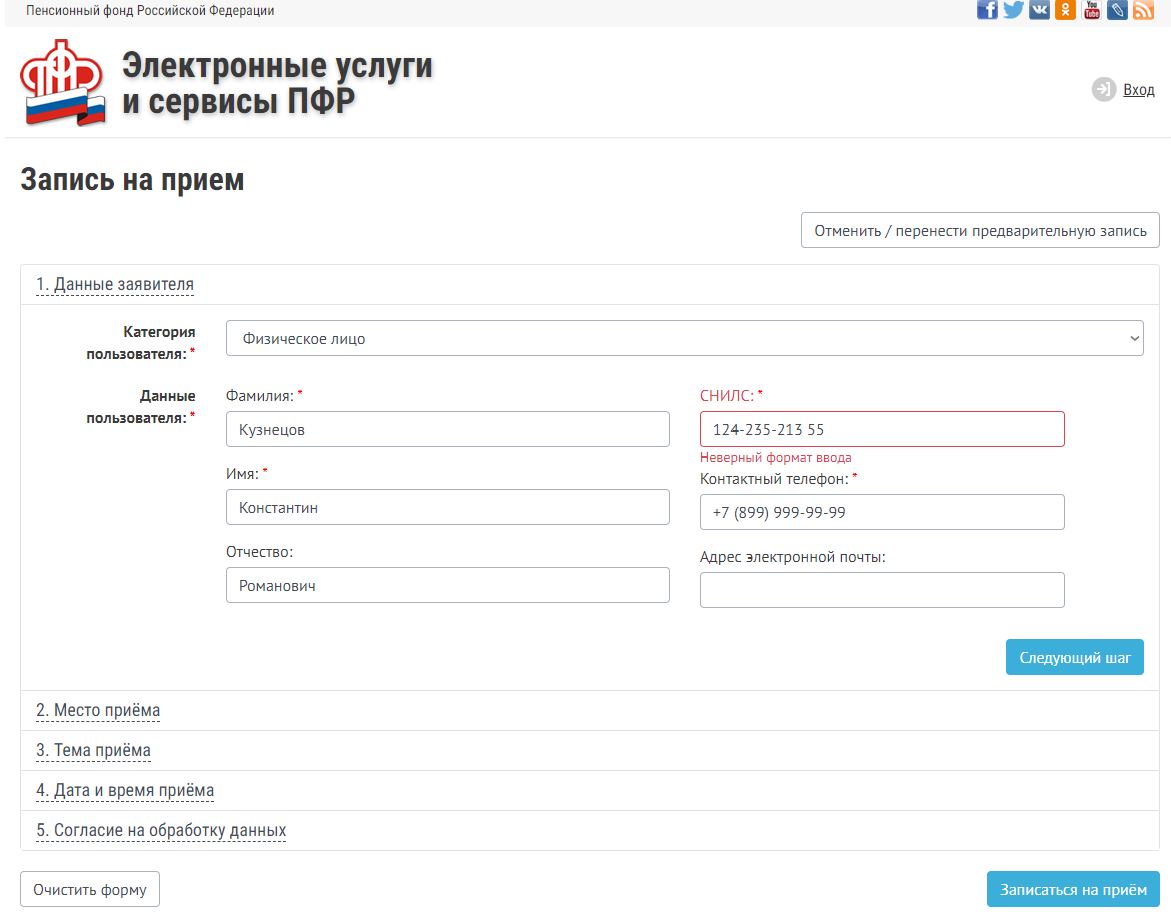 Пенсионный фонд Российской Федерации
You Tube
Электронные услуги
и сервисы ПФР
Вход
Запись на прием
Отменить / перенести предварительную запись
1. Данные заявителя
Категория
пользователя: *
Физическое лицо
Данные
пользователя: *
Фамилия: *
Кузнецов
Имя: *
Константин
Отчество:
Романович
СНИЛС: *
124-235-213 55
Неверный формат ввода
Контактный телефон: *
+7 (899) 999-99-99
Адрес электронной почты:
Следующий шаг
2. Место приёма
3. Тема приёма
4. Дата и время приёма
5. Согласие на обработку данных
Очистить форму
Записаться на приём